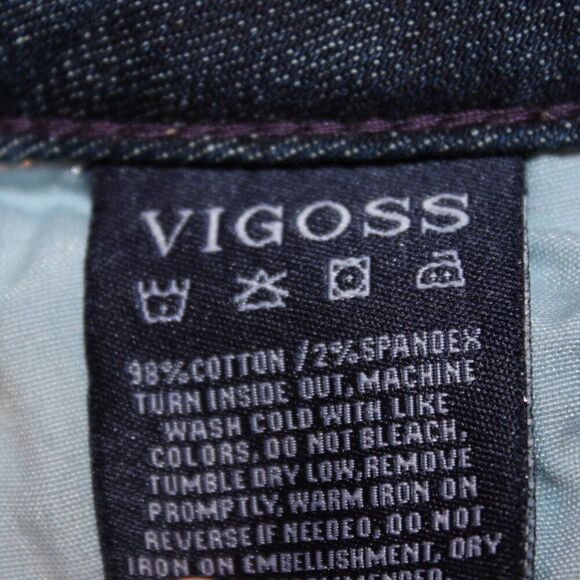 VIGOSS
98% COTTON / 2% SPANDEX
TURN INSIDE OUT, MACHINE
WASH COLD WITH LIKE
COLORS, DO NOT BLEACH,
TUMBLE DRY LOW, REMOVE
PROMPTLY, WARM IRON ON
REVERSE IF NEEDED, DO NOT
IRON ON EMBELLISHMENT, DRY